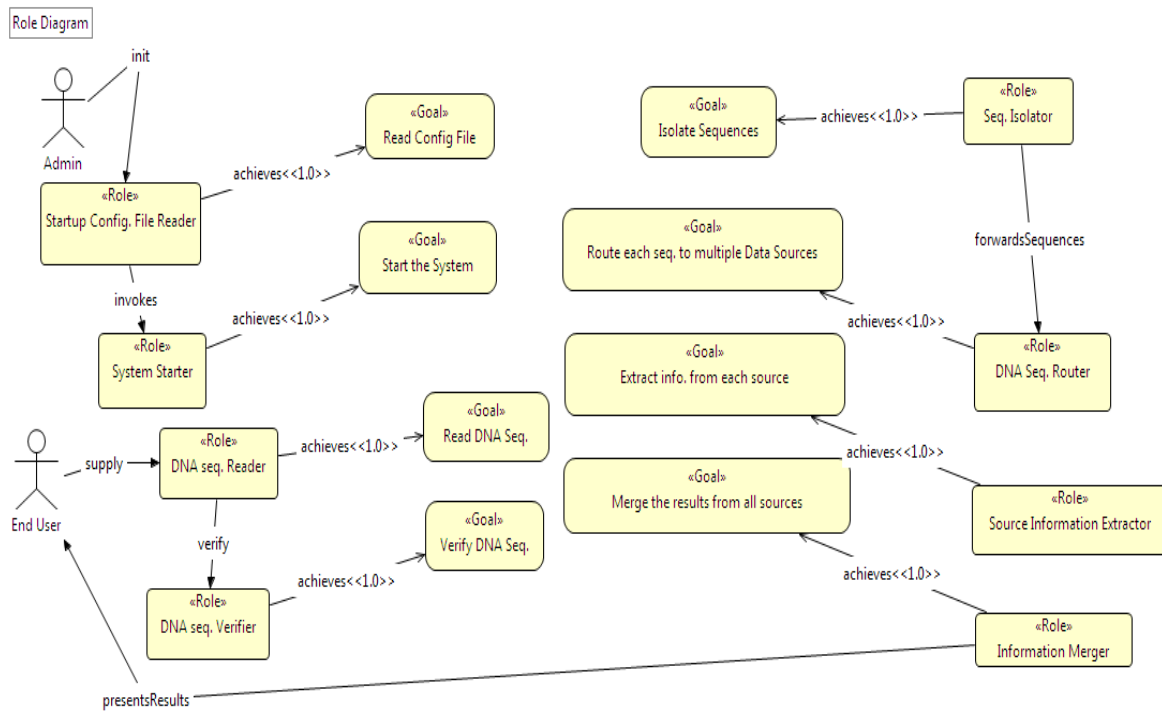 Role Diagram
init
Admin
«Role»
Startup Config. File Reader
achieves<<1.0>>
«Goal»
Read Config File
invokes
«Role»
System Starter
achieves<<1.0>>
«Goal»
Start the System
End User
supply
«Role»
DNA seq. Reader
achieves<<1.0>>
«Goal»
Read DNA Seq.
verify
«Role»
DNA seq. Verifier
achieves<<1.0>>
«Goal»
Verify DNA Seq.
«Goal»
Isolate Sequences
achieves<<1.0>>
«Role»
Seq. Isolator
forwardsSequences
«Goal»
Route each seq. to multiple Data Sources
achieves<<1.0>>
«Role»
DNA Seq. Router
«Goal»
Extract info. from each source
achieves<<1.0>>
«Role»
Source Information Extractor
«Goal»
Merge the results from all sources
achieves<<1.0>>
«Role»
Information Merger
presentsResults